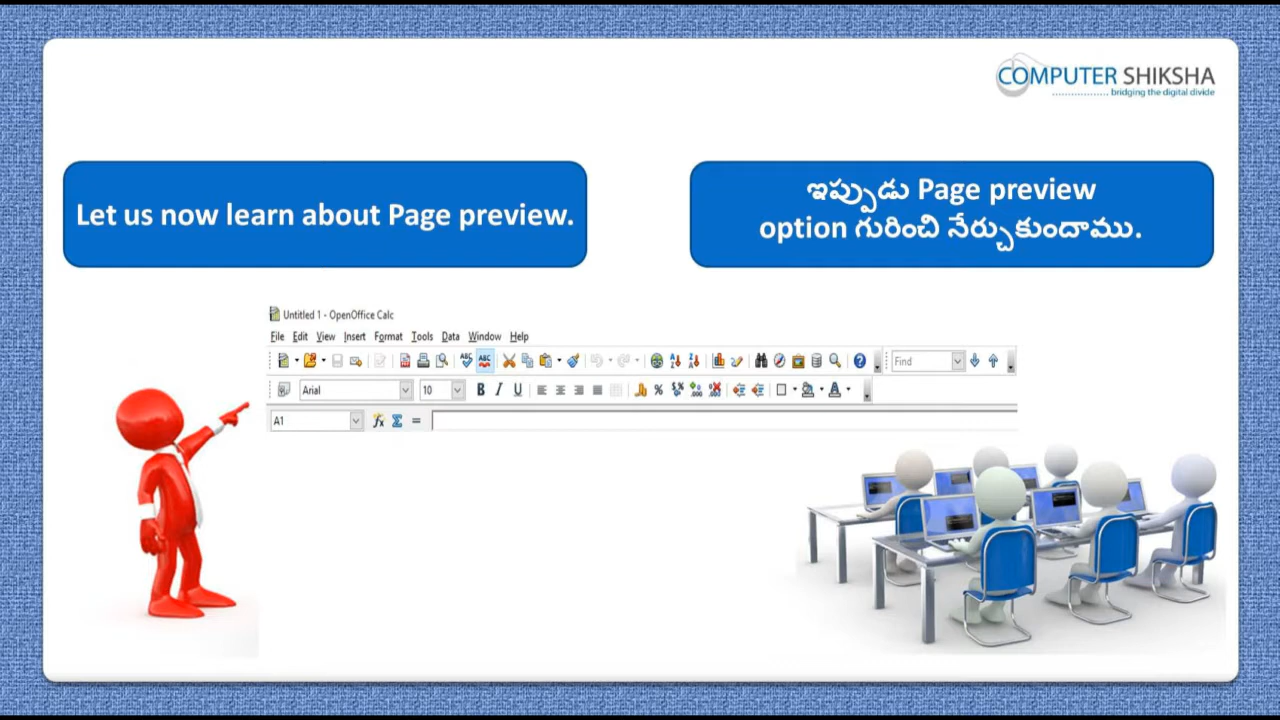 COMPUTER SHIKSHA
bridging the digital divide
Let us now learn about Page preview.
ఇప్పుడు Page preview
option గురించి నేర్చుకుందాము.
Untitled 1 - OpenOffice Calc
File Edit View Insert Format Tools Data Window Help
Find
Arial 10 B I U
A1